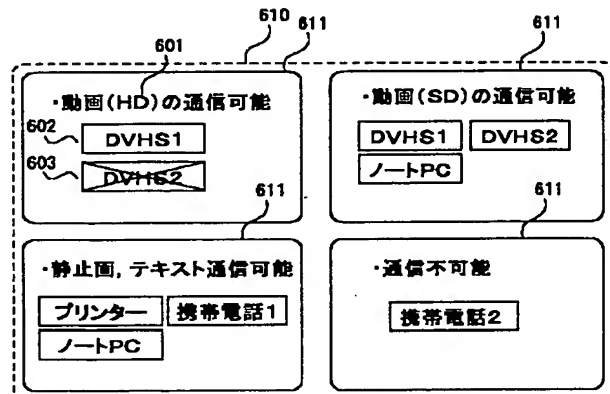 610
611
601
611
・動画(HD)の通信可能
602
DVHS1
603
DVHS2
・動画(SD)の通信可能
DVHS1 DVHS2
ノートPC
611
611
・静止画,テキスト通信可能
プリンター 携帯電話1
ノートPC
・通信不可能
携帯電話2